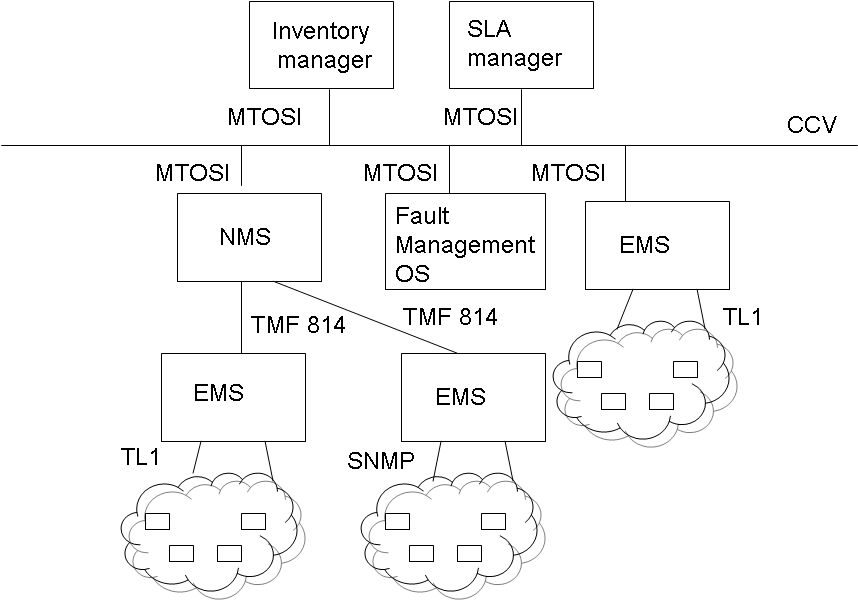 Inventory
manager
SLA
manager
MTOSI
MTOSI
CCV
MTOSI
MTOSI
MTOSI
NMS
Fault
Management
OS
EMS
TMF 814
TMF 814
TL1
EMS
EMS
TL1
SNMP